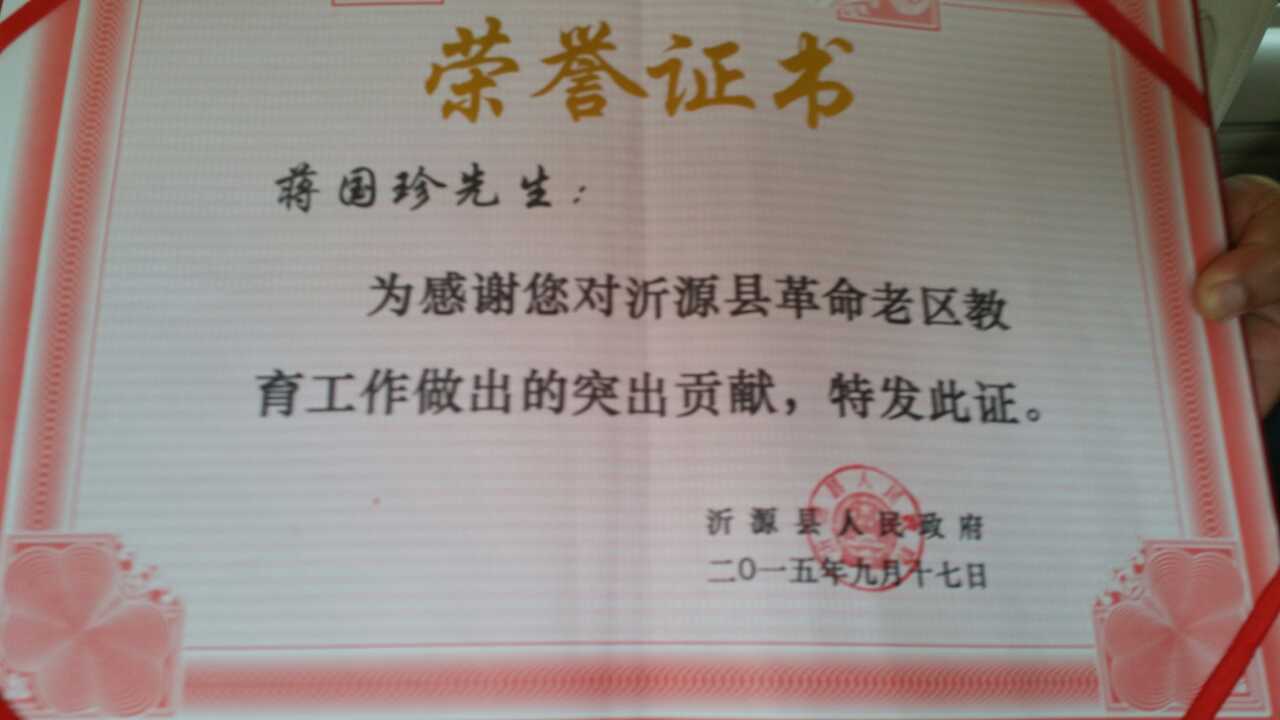 荣誉证书
蒋国珍先生：
为感谢您对沂源县革命老区教
育工作做出的突出贡献，特发此证。
沂源县人民政府
二〇一五年九月十七日